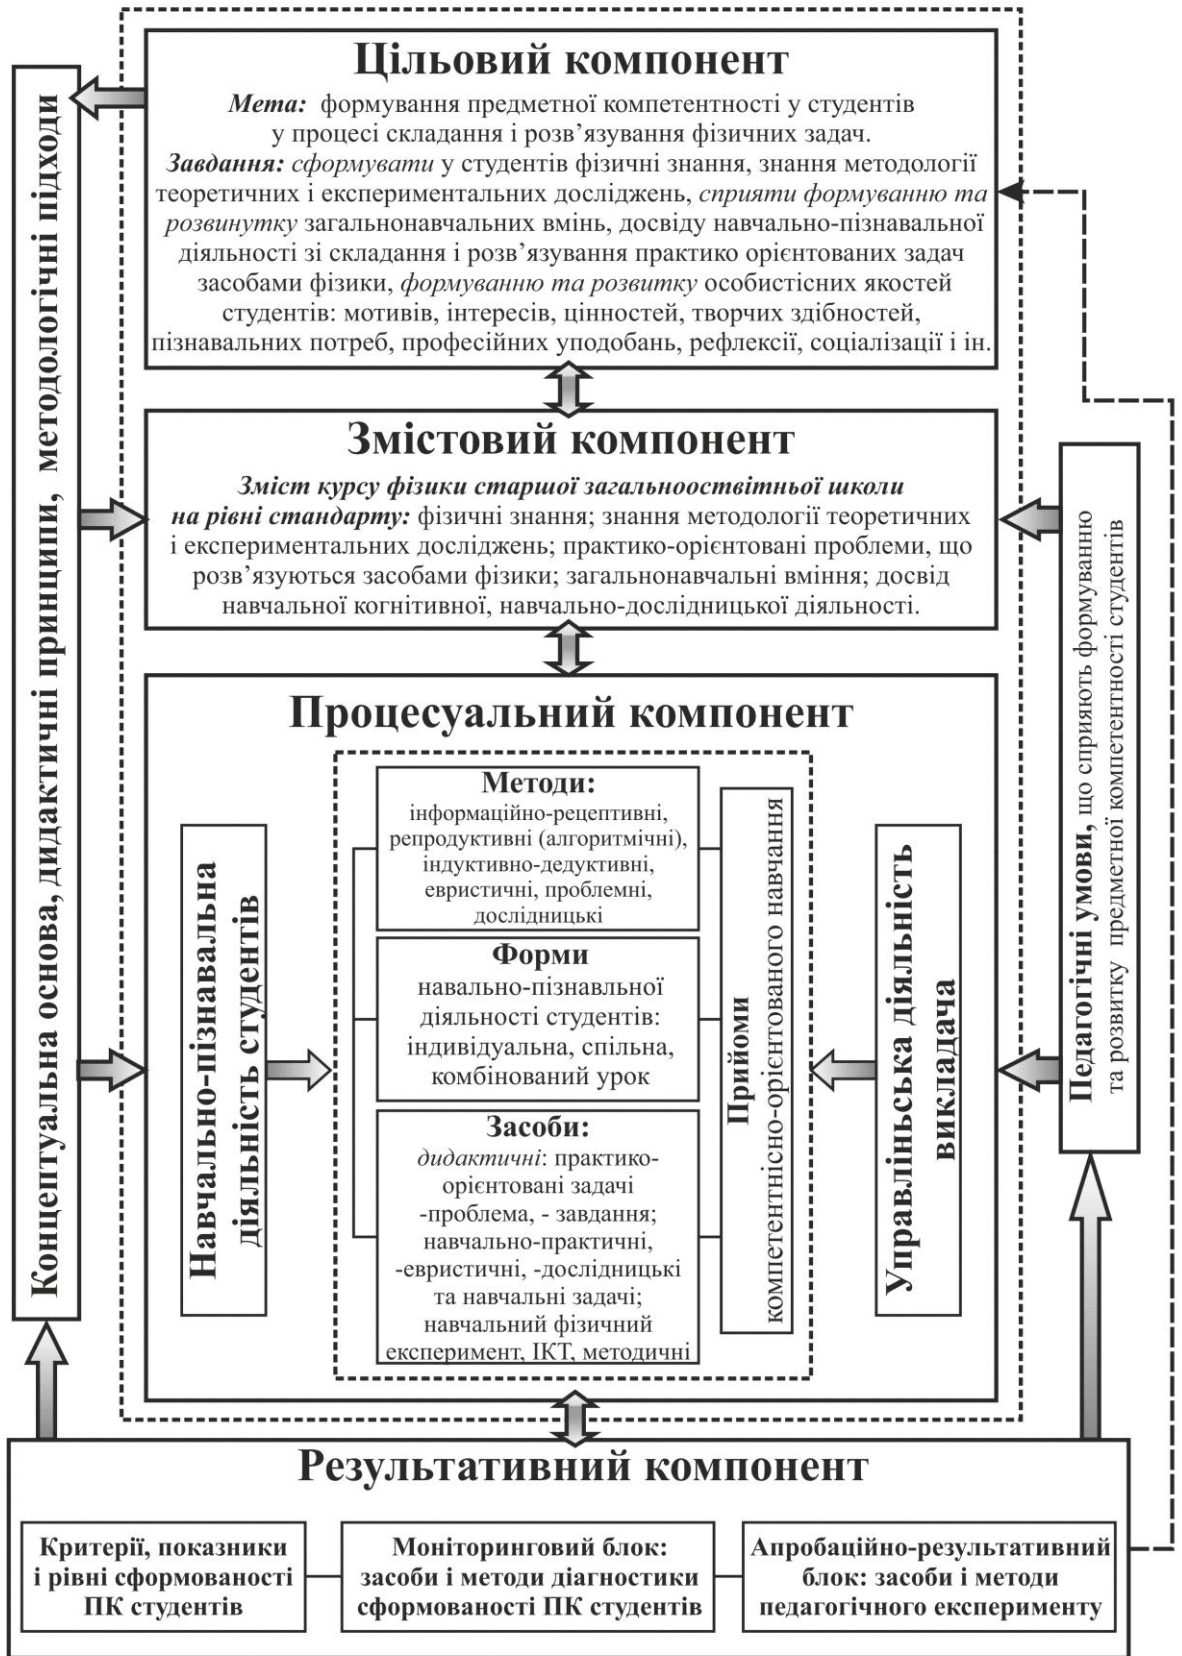 Концептуальна основа, дидактичні принципи, методологічні підходи
Цільовий компонент
Мета: формування предметної компетентності у студентів
у процесі складання і розв’язування фізичних задач.
Завдання: сформувати у студентів фізичні знання, знання методології
теоретичних і експериментальних досліджень, сприяти формуванню та
розвинутку загальнонавчальних вмінь, досвіду навчально-пізнавальної
діяльності зі складання і розв’язування практико орієнтованих задач
засобами фізики, формуванню та розвитку особистісних якостей
студентів: мотивів, інтересів, цінностей, творчих здібностей,
пізнавальних потреб, професійних уподобань, рефлексії, соціалізації і ін.
Змістовий компонент
Зміст курсу фізики старшої загальнооствітньої школи
на рівні стандарту: фізичні знання; знання методології теоретичних
і експериментальних досліджень; практико-орієнтовані проблеми, що
розв’язуються засобами фізики; загальнонавчальні вміння; досвід
навчальної когнітивної, навчально-дослідницької діяльності.
Педагогічні умови, що сприяють формуванню
та розвитку предметної компетентності студентів
Процесуальний компонент
Навчально-пізнавальна
діяльність студентів
Методи:
інформаційно-рецептивні,
репродуктивні (алгоритмічні),
індуктивно-дедуктивні,
евристичні, проблемні,
дослідницькі
Форми
навально-пізнавльної
діяльності студентів:
індивідуальна, спільна,
комбінований урок
Засоби:
дидактичні: практико-
орієнтовані задачі
-проблема, - завдання;
навчально-практичні,
-евристичні, -дослідницькі
та навчальні задачі;
навчальний фізичний
експеримент, ІКТ, методичні
Прийоми
компетентнісно-орієнтованого навчання
Управліньська діяльність
викладача
Результативний компонент
Критерії, показники
і рівні сформованості
ПК студентів
Моніторинговий блок:
засоби і методи діагностики
сформованості ПК студентів
Апробаційно-результативний
блок: засоби і методи
педагогічного експерименту